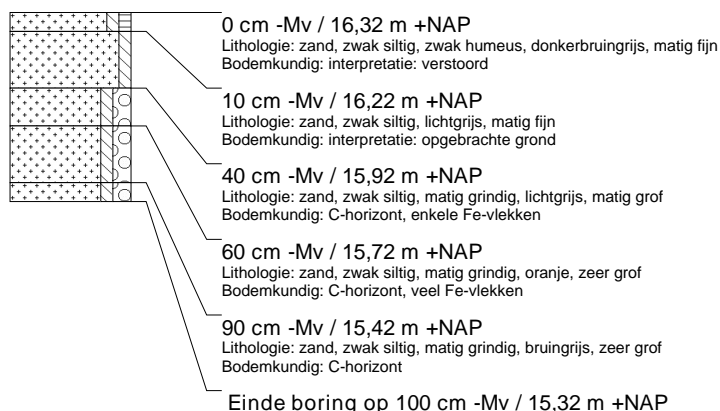 0 cm -Mv / 16,32 m +NAP
Lithologie: zand, zwak siltig, zwak humeus, donkerbruingrijs, matig fijn
Bodemkundig: interpretatie: verstoord
10 cm -Mv / 16,22 m +NAP
Lithologie: zand, zwak siltig, lichtgrijs, matig fijn
Bodemkundig: interpretatie: opgebrachte grond
40 cm -Mv / 15,92 m +NAP
Lithologie: zand, zwak siltig, matig grindig, lichtgrijs, matig grof
Bodemkundig: C-horizont, enkele Fe-vlekken
60 cm -Mv / 15,72 m +NAP
Lithologie: zand, zwak siltig, matig grindig, oranje, zeer grof
Bodemkundig: C-horizont, veel Fe-vlekken
90 cm -Mv / 15,42 m +NAP
Lithologie: zand, zwak siltig, matig grindig, bruingrijs, zeer grof
Bodemkundig: C-horizont
Einde boring op 100 cm -Mv / 15,32 m +NAP